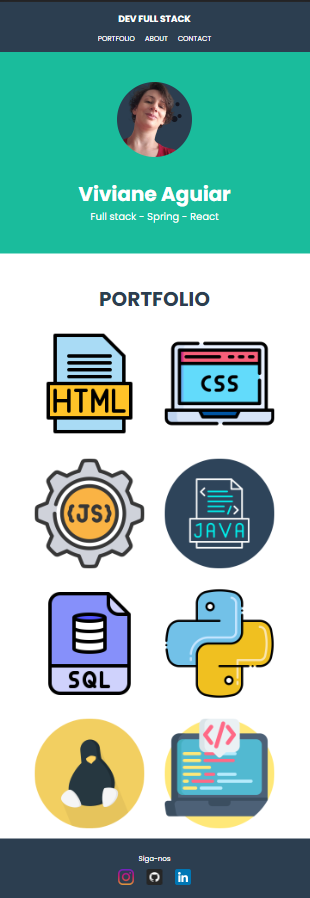 DEV FULL STACK
PORTFOLIO ABOUT CONTACT
Viviane Aguiar
Full stack - Spring - React
PORTFOLIO
HTML
CSS
{JS}
<
/>
JAVA
SQL
</>
Siga-nos
in